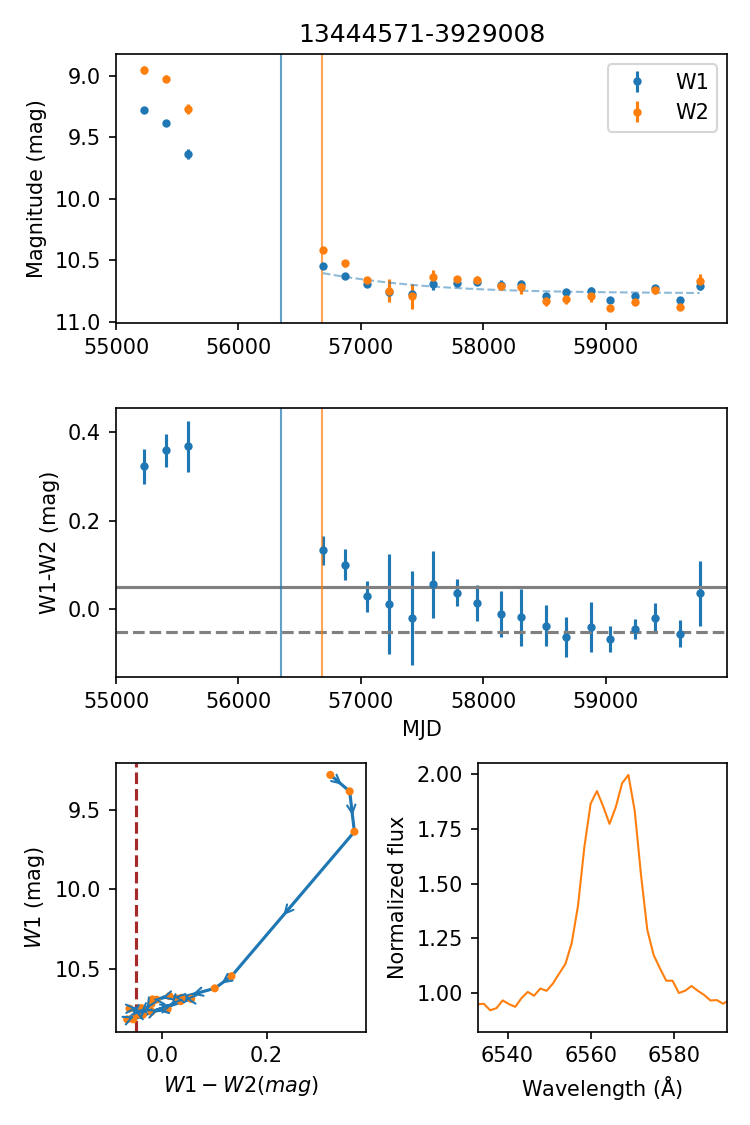 13444571-3929008
Magnitude (mag)
9.0
9.5
10.0
10.5
11.0
W1
W2
55000 56000 57000 58000 59000
W1-W2 (mag)
0.4
0.2
0.0
55000 56000 57000 58000 59000
MJD
W1 (mag)
9.5
10.0
10.5
0.0 0.2
W1 − W2(mag)
Normalized flux
2.00
1.75
1.50
1.25
1.00
6540 6560 6580
Wavelength (Å)